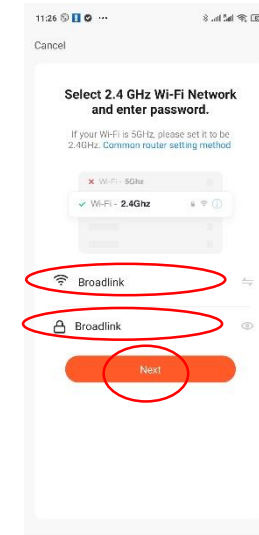 11:26
Cancel
Select 2.4 GHz Wi-Fi Network
and enter password.
If your Wi-Fi is 5GHz, please set it to be
2.4GHz. Common router setting method
Wi-Fi - 5Ghz
Wi-Fi - 2.4Ghz
Broadlink
Broadlink
Next